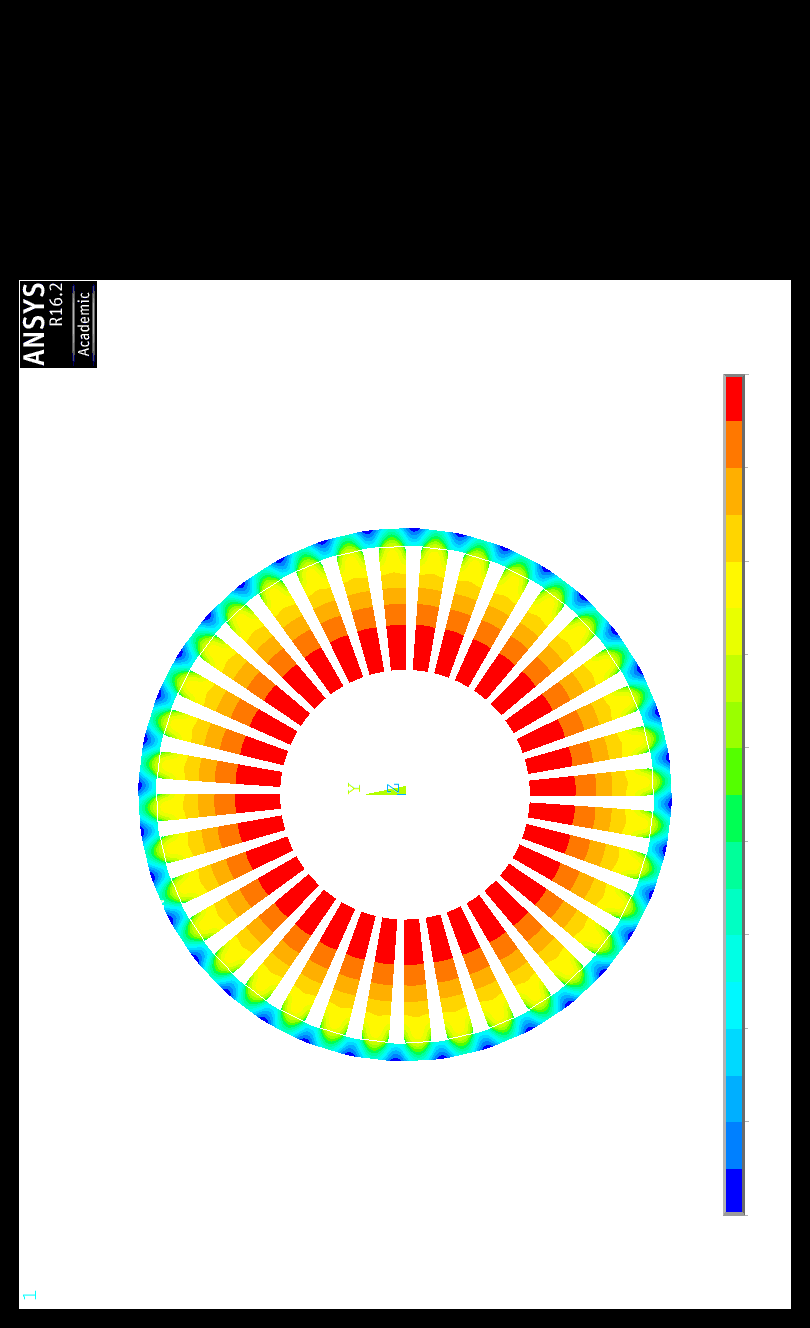 ANSYS
R16.2
Academic
Y
Z
1